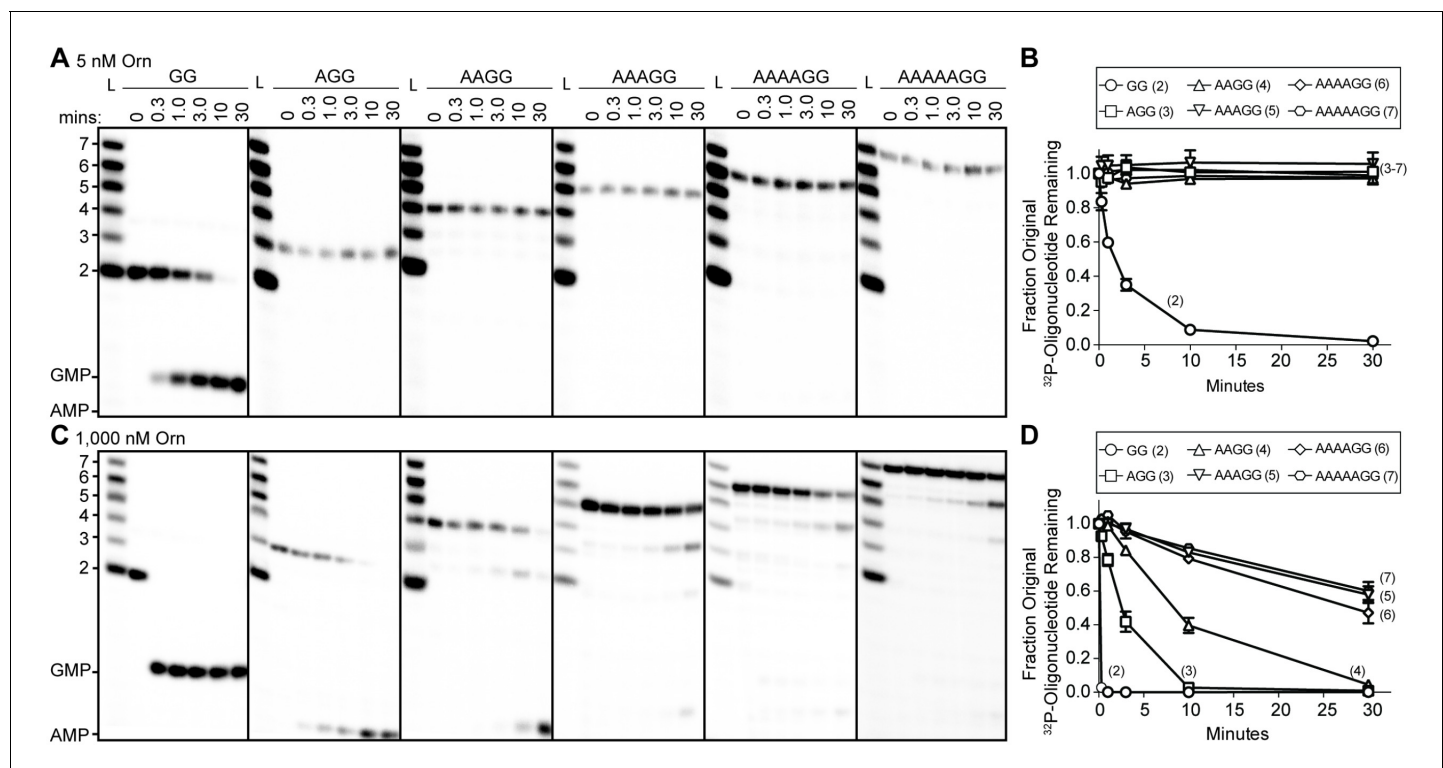 A 5 nM Orn
L GG L AGG L AAGG L AAAGG L AAAAGG L AAAAAGG
mins: 0 0.3 1.0 3.0 10 30 0 0.3 1.0 3.0 10 30 0 0.3 1.0 3.0 10 30 0 0.3 1.0 3.0 10 30 0 0.3 1.0 3.0 10 30 0 0.3 1.0 3.0 10 30
7
6
5
4
3
2
GMP
AMP
B
GG (2) AAGG (4) AAAAGG (6)
AGG (3) AAAGG (5) AAAAAGG (7)
Fraction Original
32P-Oligonucleotide Remaining
1.0
0.8
0.6
0.4
0.2
0.0
(3-7)
(2)
0 5 10 15 20 25 30
Minutes
C 1,000 nM Orn
7
6
5
4
3
2
GMP
AMP
D
GG (2) AAGG (4) AAAAGG (6)
AGG (3) AAAGG (5) AAAAAGG (7)
Fraction Original
32P-Oligonucleotide Remaining
1.0
0.8
0.6
0.4
0.2
0.0
(7)
(5)
(6)
(2) (3) (4)
0 5 10 15 20 25 30
Minutes